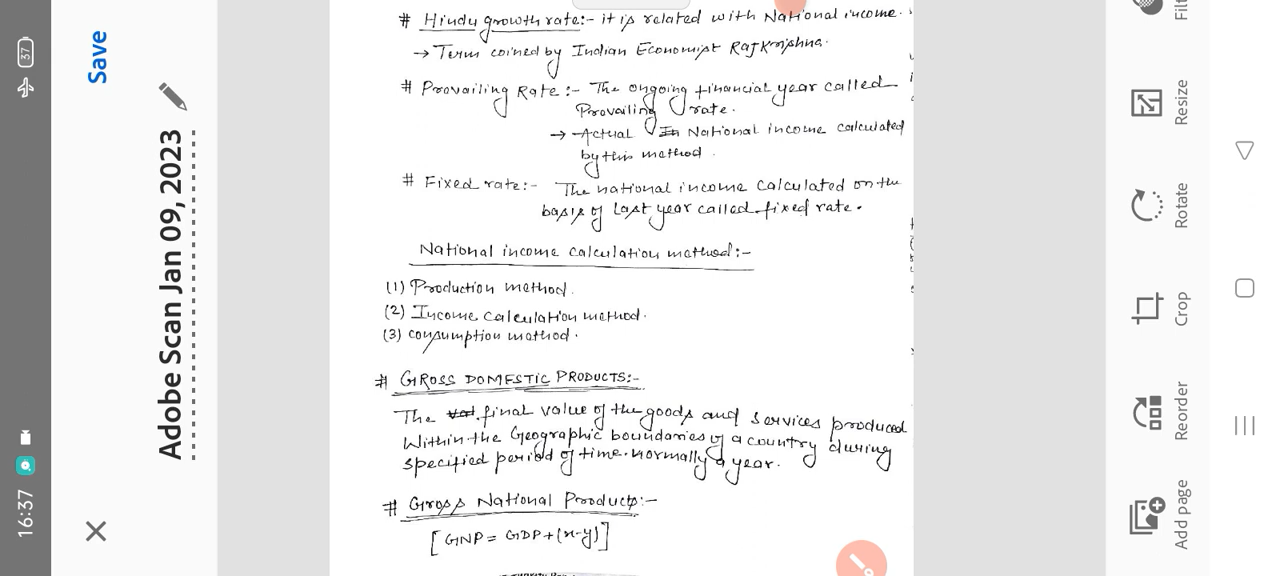 # Hindu growth rate:- it is related with National income.
→ Term coined by Indian Economist Raj Krishna.
# Provailing Rate:- The ongoing financial year called
Provailing rate.
→ Actual In National income calculated
by this method.
# Fixed rate:- The national income calculated on the
basis of last year called fixed rate.
National income calculation method:-
(1) Production method.
(2) Income calculation method.
(3) consumption method.
# GROSS DOMESTIC PRODUCTS:-
The val. final value of the goods and services produced
Within the Geographic boundaries of a country during
specified period of time. normally a year.
# Gross National Products:-
[GNP = GDP+(x-y)]
Save
Adobe Scan Jan 09, 2023
37
16:37
Resize
Rotate
Crop
Reorder
Add page